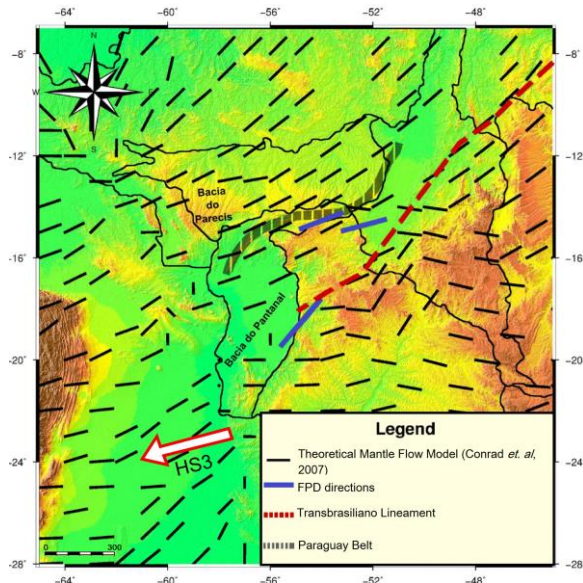 −64° −60° −56° −52° −48°
N
W E
S
−8° −8°
−12° −12°
−16° −16°
−20° −20°
−24° −24°
−28° −28°
Bacia
do
Parecis
Bacia do Pantanal
HS3
Legend
Theoretical Mantle Flow Model (Conrad et. al,
2007)
FPD directions
Transbrasiliano Lineament
Paraguay Belt
0 300
−64° −60° −56° −52° −48°